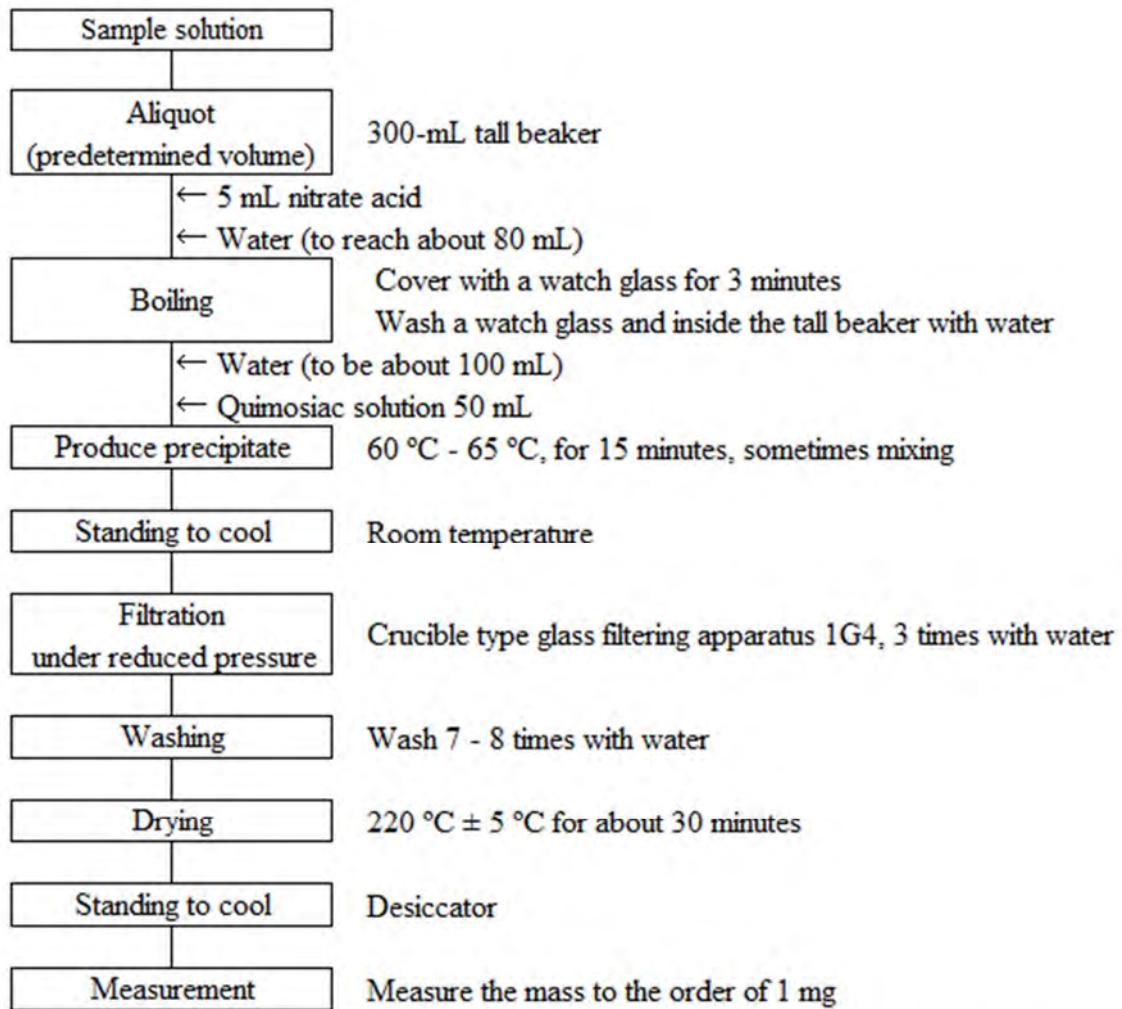 Sample solution
Aliquot
(predetermined volume)
300-mL tall beaker
← 5 mL nitrate acid
← Water (to reach about 80 mL)
Boiling
Cover with a watch glass for 3 minutes
Wash a watch glass and inside the tall beaker with water
← Water (to be about 100 mL)
← Quimosiac solution 50 mL
Produce precipitate
60 °C - 65 °C, for 15 minutes, sometimes mixing
Standing to cool
Room temperature
Filtration
under reduced pressure
Crucible type glass filtering apparatus 1G4, 3 times with water
Washing
Wash 7 - 8 times with water
Drying
220 °C ± 5 °C for about 30 minutes
Standing to cool
Desiccator
Measurement
Measure the mass to the order of 1 mg